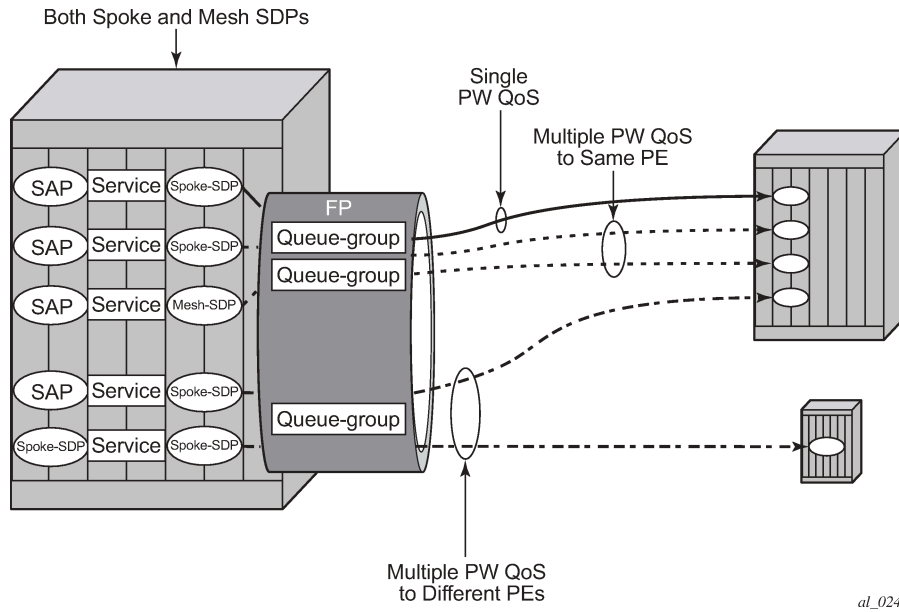 Both Spoke and Mesh SDPs
Single
PW QoS
Multiple PW QoS
to Same PE
SAP Service Spoke-SDP
FP
Queue-group
SAP Service Spoke-SDP
Queue-group
SAP Service Mesh-SDP
SAP Service Spoke-SDP
Queue-group
Spoke-SDP Service Spoke-SDP
Multiple PW QoS
to Different PEs
al_024